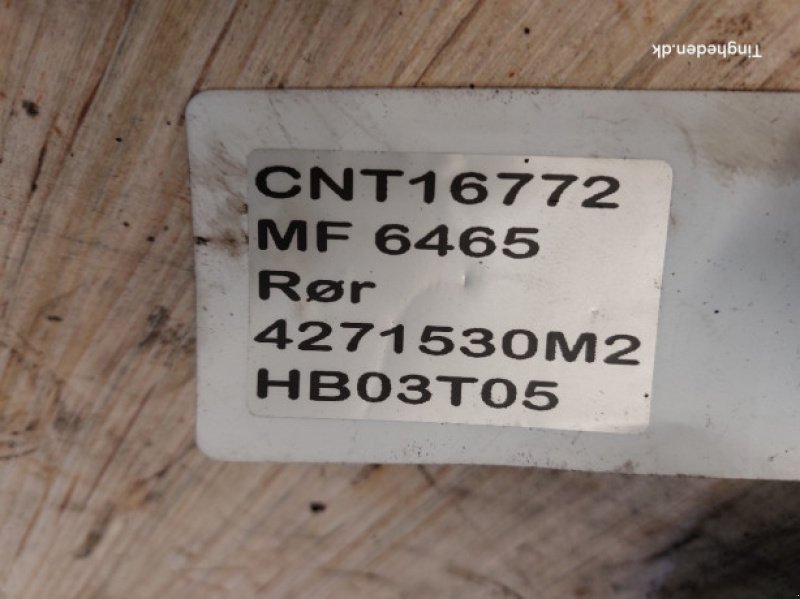 Tingheden.dk
CNT16772
MF 6465
Rør
4271530M2
HB03T05